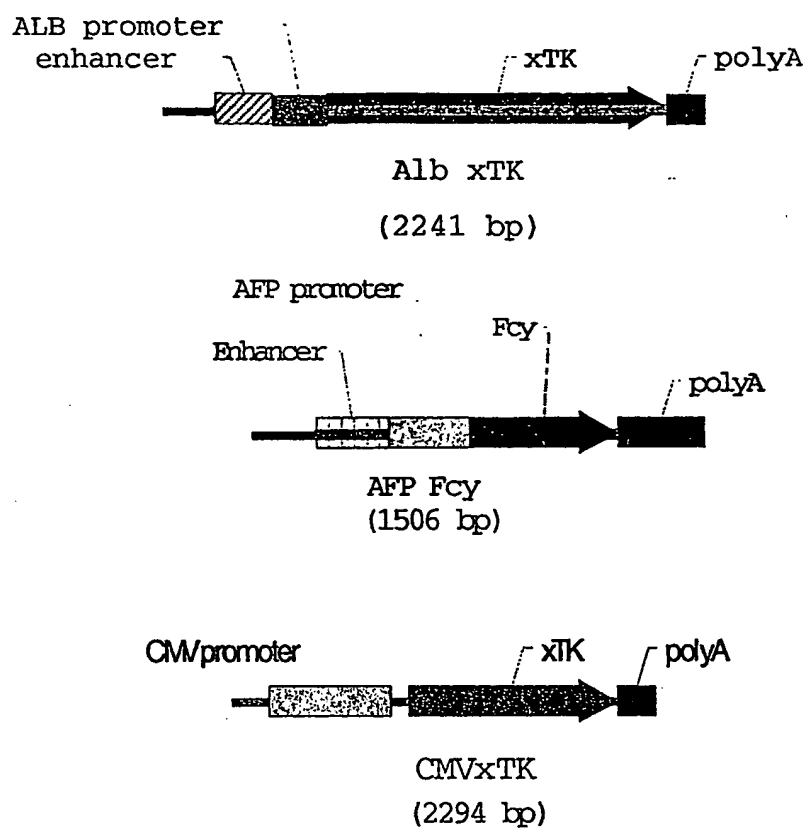 ALB promoter
enhancer
xTK
polyA
Alb xTK
(2241 bp)
AFP promoter
Enhancer
Fcy
polyA
AFP Fcy
(1506 bp)
CMVpromoter
xTK
polyA
CMVxTK
(2294 bp)